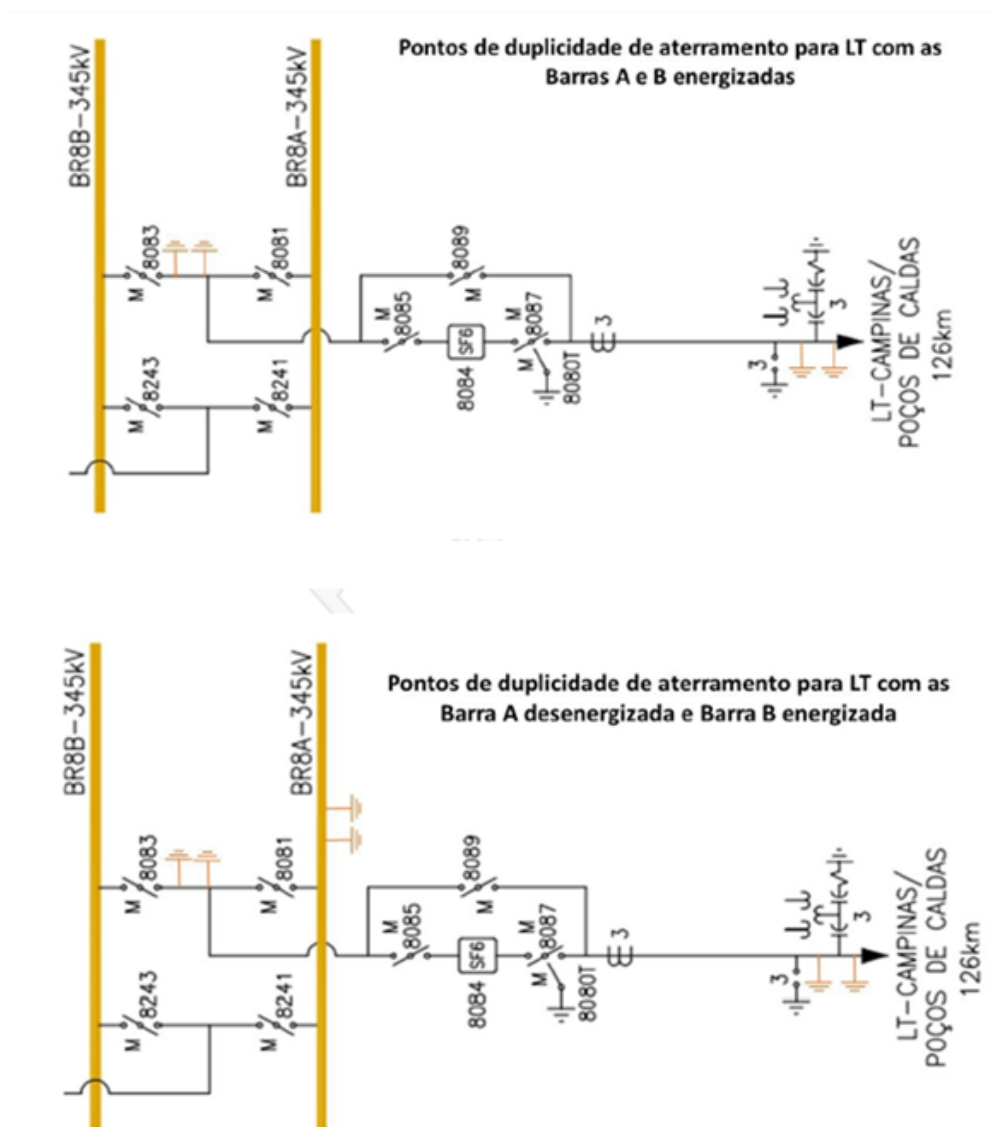 Pontos de duplicidade de aterramento para LT com as
Barras A e B energizadas
BR8B-345kV
BR8A-345kV
M
8083
M
8081
8089
M
M
8085
SF6
8084
M
8087
M
8080T
3
M
8243
M
8241
3
3
LT-CAMPINAS/
POÇOS DE CALDAS
126km
Pontos de duplicidade de aterramento para LT com as
Barra A desenergizada e Barra B energizada
BR8B-345kV
BR8A-345kV
M
8083
M
8081
8089
M
M
8085
SF6
8084
M
8087
M
8080T
3
M
8243
M
8241
3
3
LT-CAMPINAS/
POÇOS DE CALDAS
126km